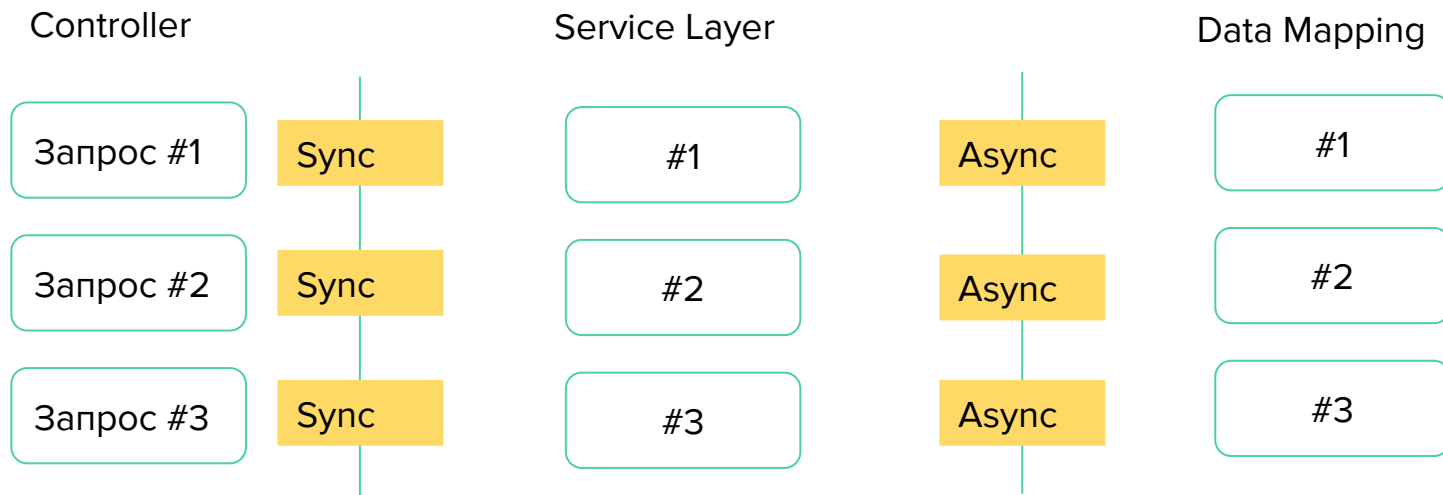 Controller
Service Layer
Data Mapping
Запрос #1
Sync
#1
Async
#1
Запрос #2
Sync
#2
Async
#2
Запрос #3
Sync
#3
Async
#3